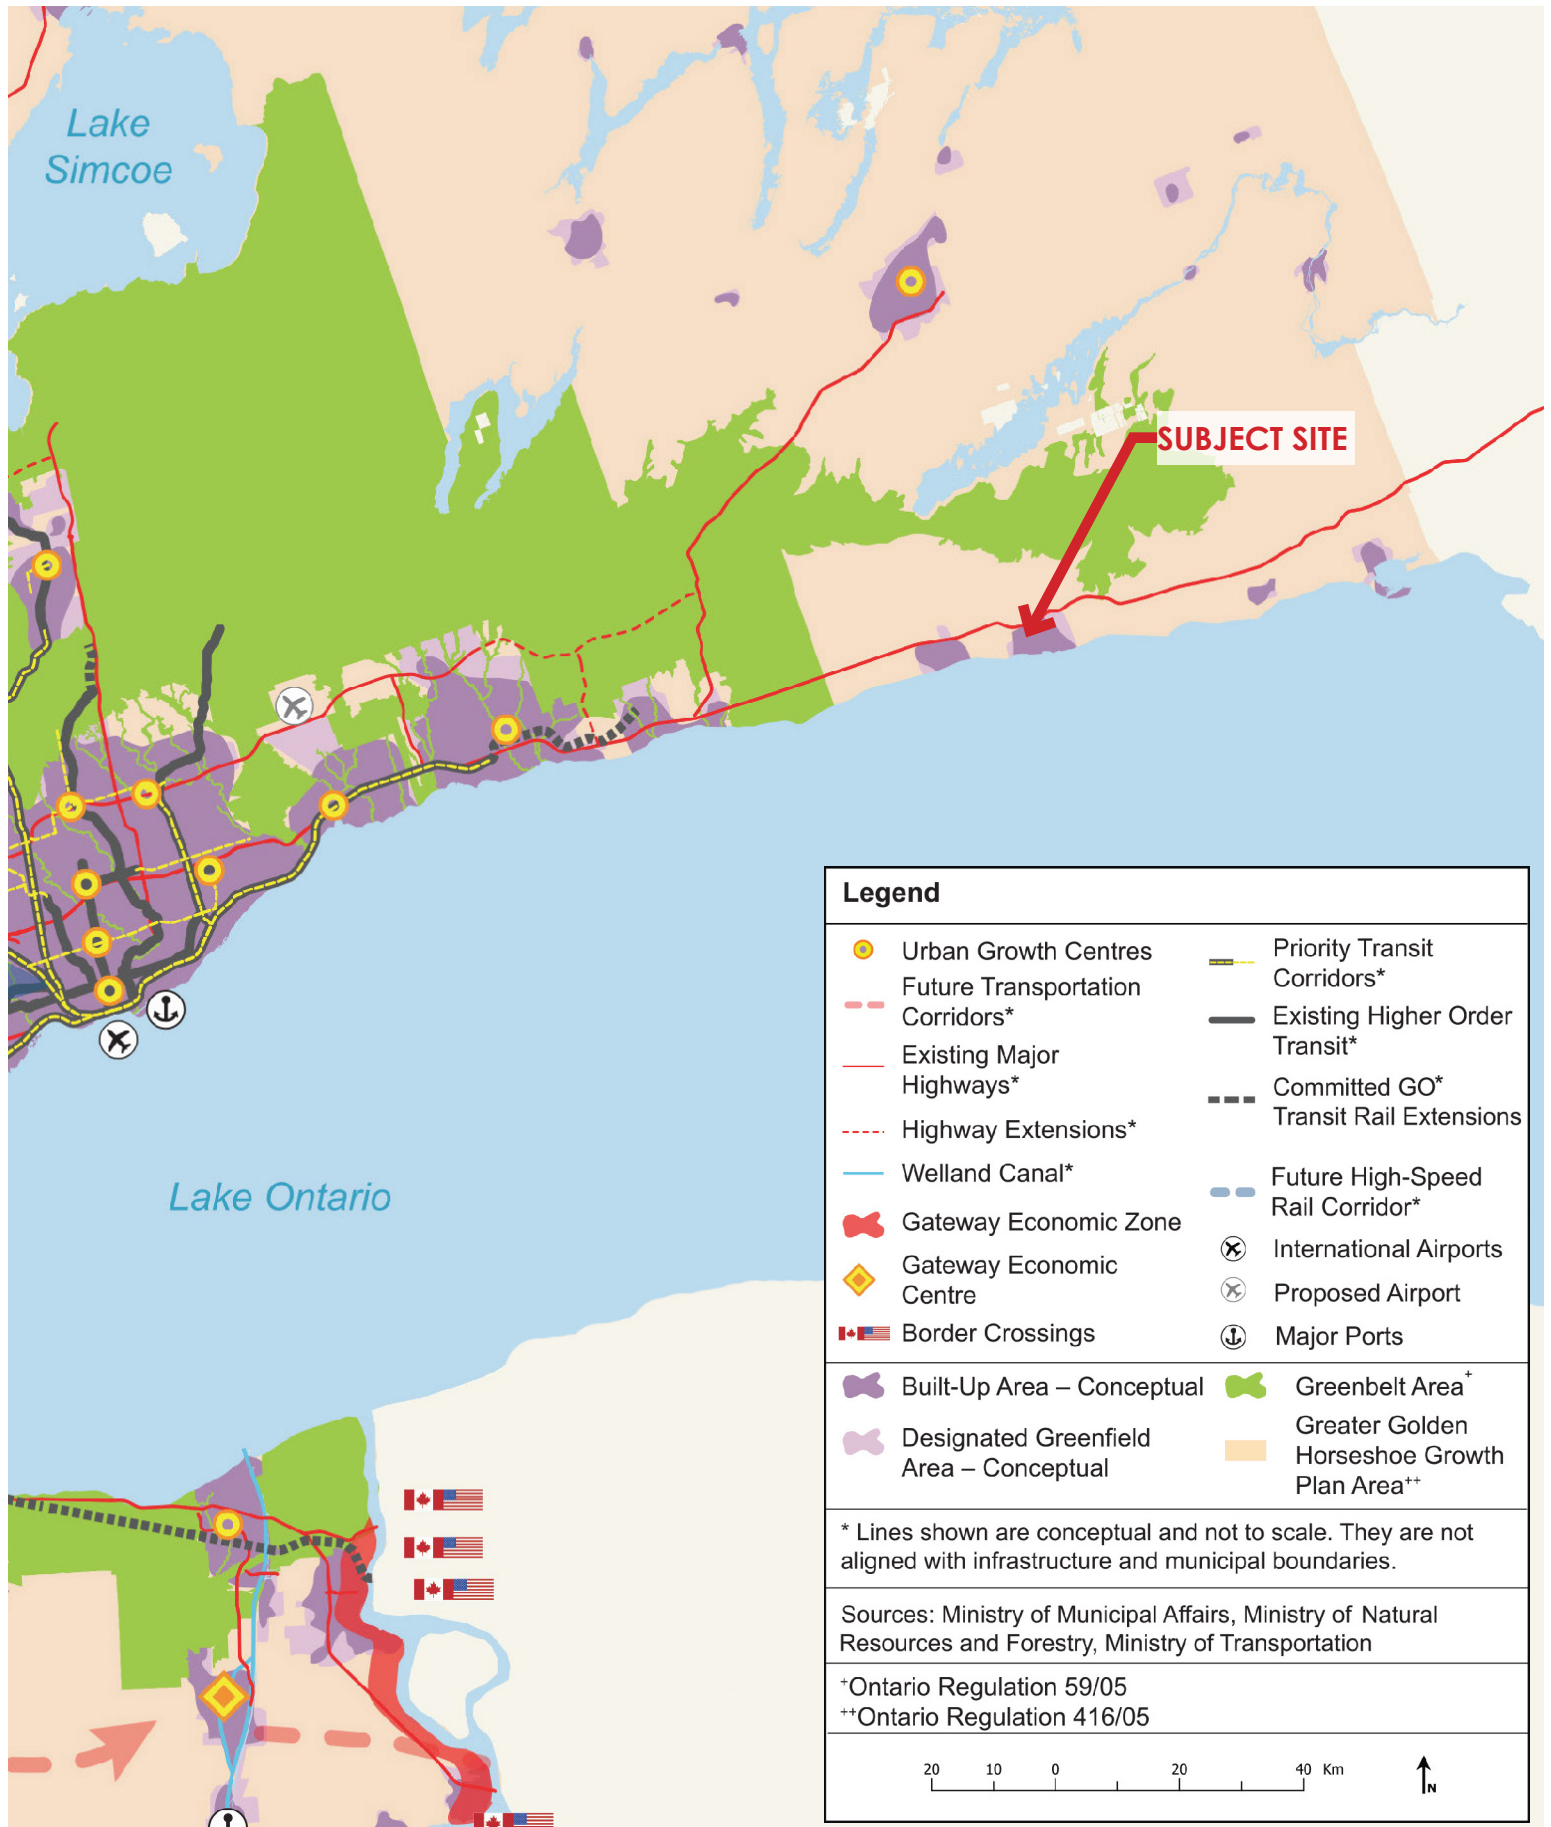 Lake
Simcoe
SUBJECT SITE
Lake Ontario
Legend
Urban Growth Centres
Future Transportation
Corridors*
Existing Major
Highways*
Highway Extensions*
Welland Canal*
Gateway Economic Zone
Gateway Economic
Centre
Border Crossings
Priority Transit
Corridors*
Existing Higher Order
Transit*
Committed GO*
Transit Rail Extensions
Future High-Speed
Rail Corridor*
International Airports
Proposed Airport
Major Ports
Built-Up Area – Conceptual
Designated Greenfield
Area – Conceptual
Greenbelt Area+
Greater Golden
Horseshoe Growth
Plan Area++
* Lines shown are conceptual and not to scale. They are not
aligned with infrastructure and municipal boundaries.
Sources: Ministry of Municipal Affairs, Ministry of Natural
Resources and Forestry, Ministry of Transportation
+Ontario Regulation 59/05
++Ontario Regulation 416/05
20 10 0 20 40 Km
N